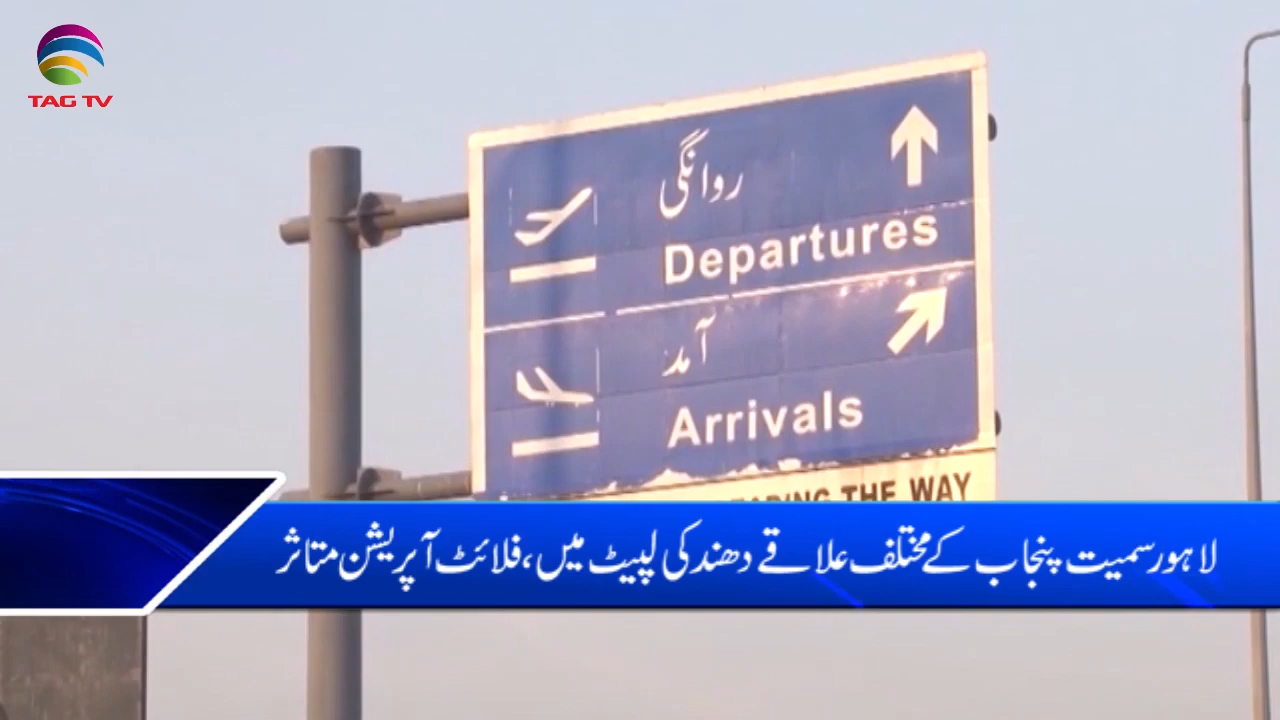 TAG TV
روانگی
Departures
آمد
Arrivals
THE WAY
لاہور سمیت پنجاب کے مختلف علاقے دھند کی لپیٹ میں، فلائٹ آپریشن متاثر